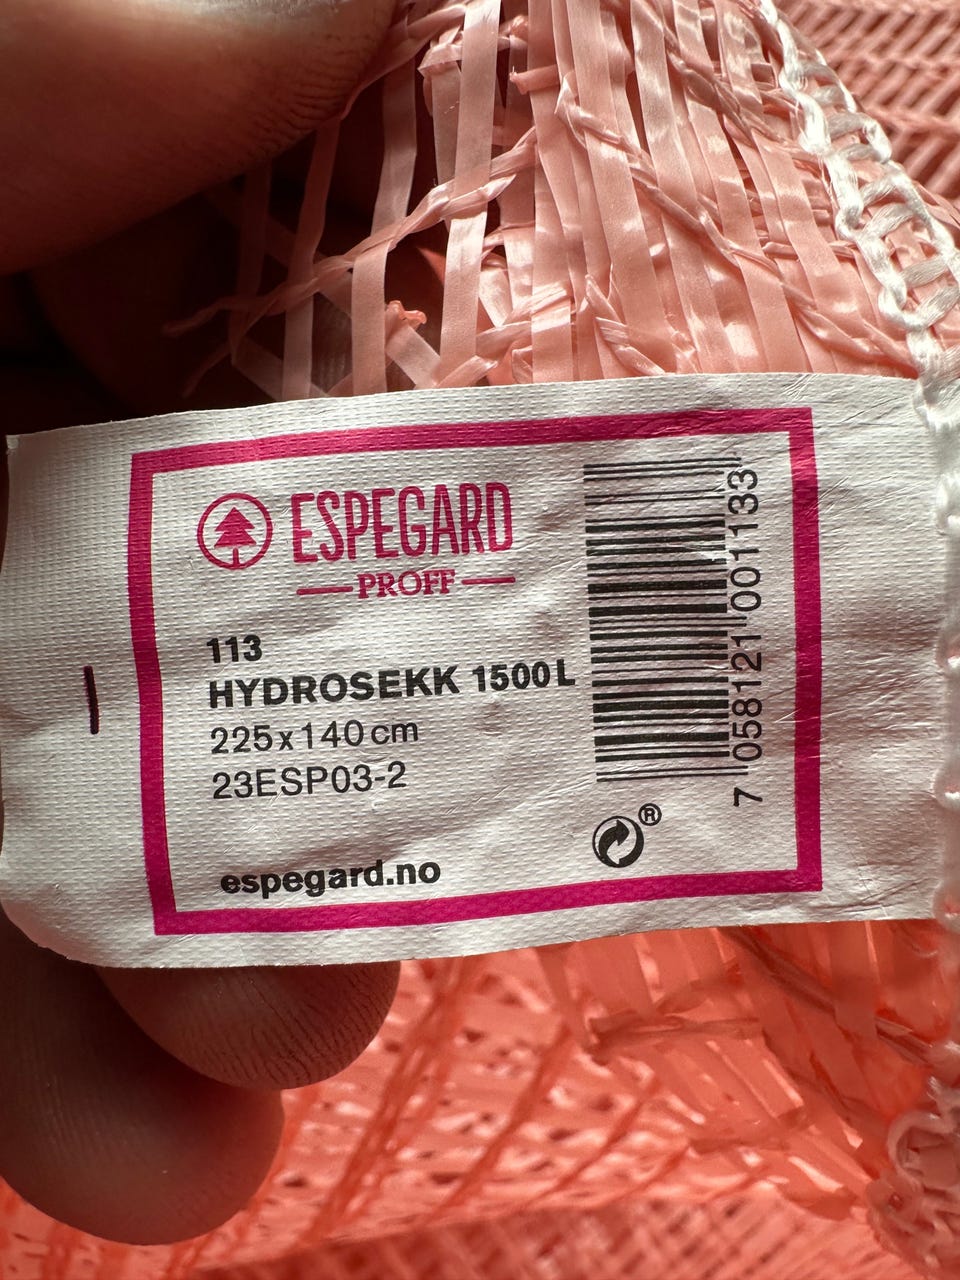 ESPEGARD
PROFF
113
HYDROSEKK 1500L
225x140cm
23ESP03-2
espegard.no
7 058121 001133
®